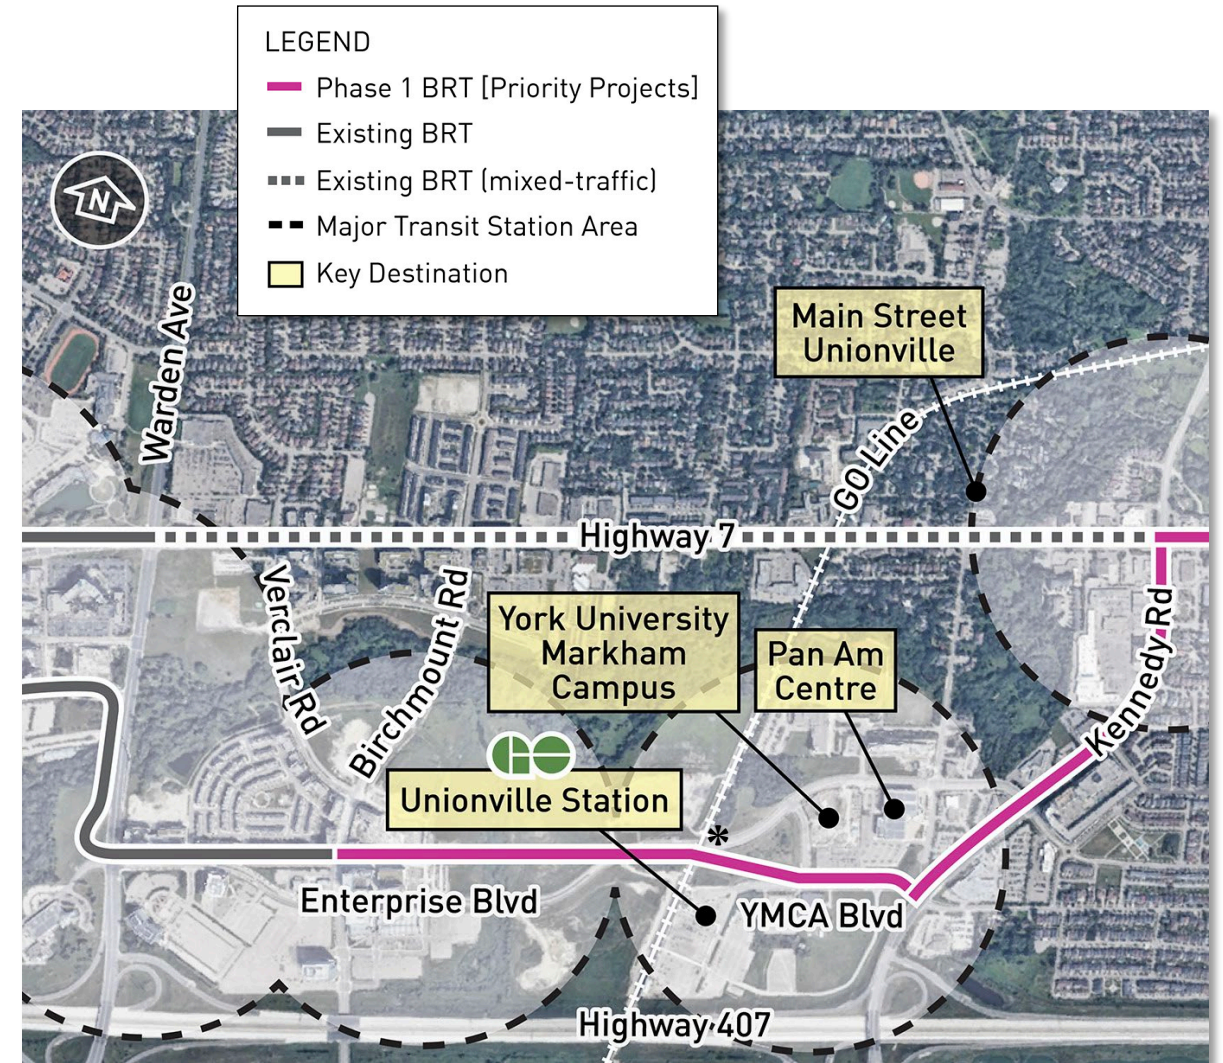 LEGEND
Phase 1 BRT [Priority Projects]
Existing BRT
Existing BRT (mixed-traffic)
Major Transit Station Area
Key Destination
N
Warden Ave
Main Street
Unionville
GO Line
Highway 7
Verclair Rd
Birchmount Rd
York University
Markham
Campus
Pan Am
Centre
Kennedy Rd
GO
Unionville Station
*
Enterprise Blvd
YMCA Blvd
Highway 407